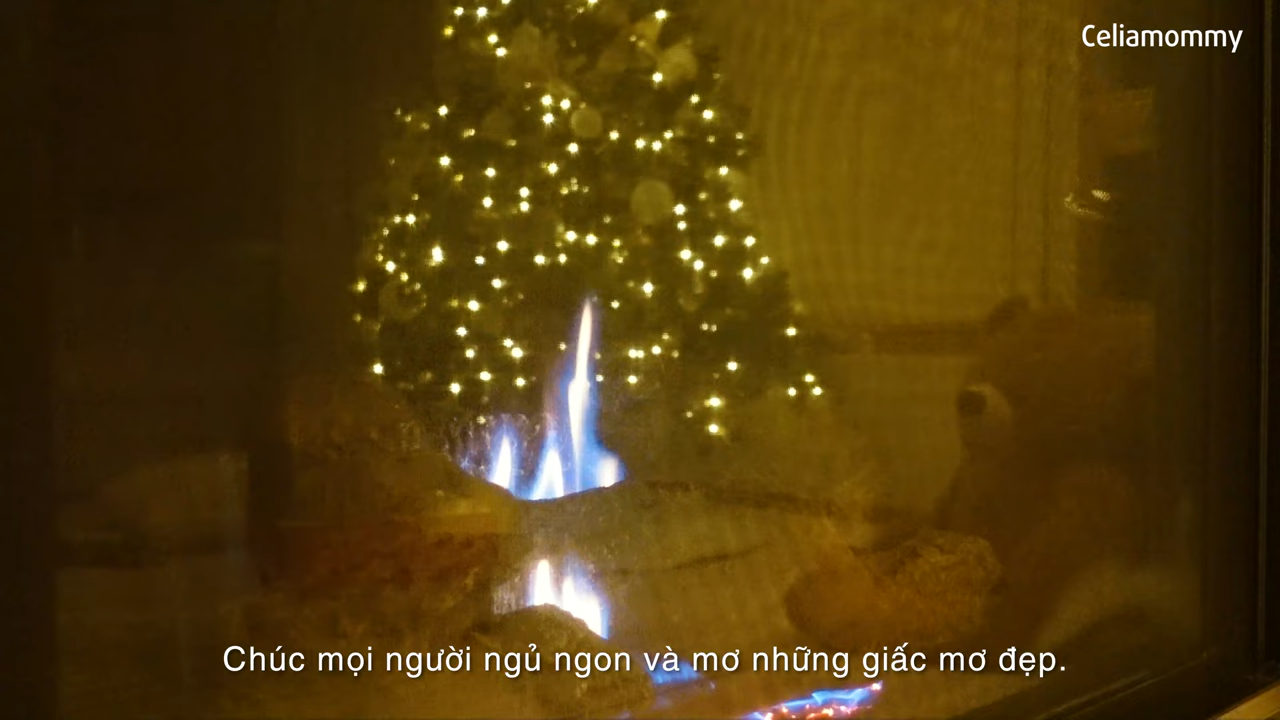 Celiamommy
Chúc mọi người ngủ ngon và mơ những giấc mơ đẹp.